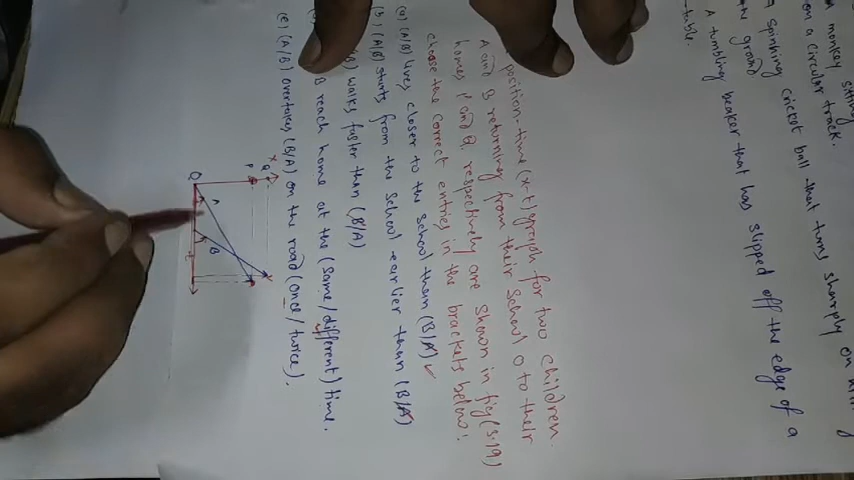 monkey sitting
on a circular track.
spinning cricket ball that turns sharply on
ground
A tumbling beaker that has slipped off the edge of a
table.
position-time (x-t) graph for two children
A and B returning from their school O to their
homes P and Q respectively are shown in fig (3.19)
choose the correct entries in the brackets below:
(a) (A/B) lives closer to the school than (B/A) ✓
(b) (A/B) starts from the school earlier than (B/A)
walks faster than (B/A)
B reach home at the (same/different) time.
(e) (A/B) overtakes (B/A) on the road (once/twice).
x
Q
P
O
A
B
t